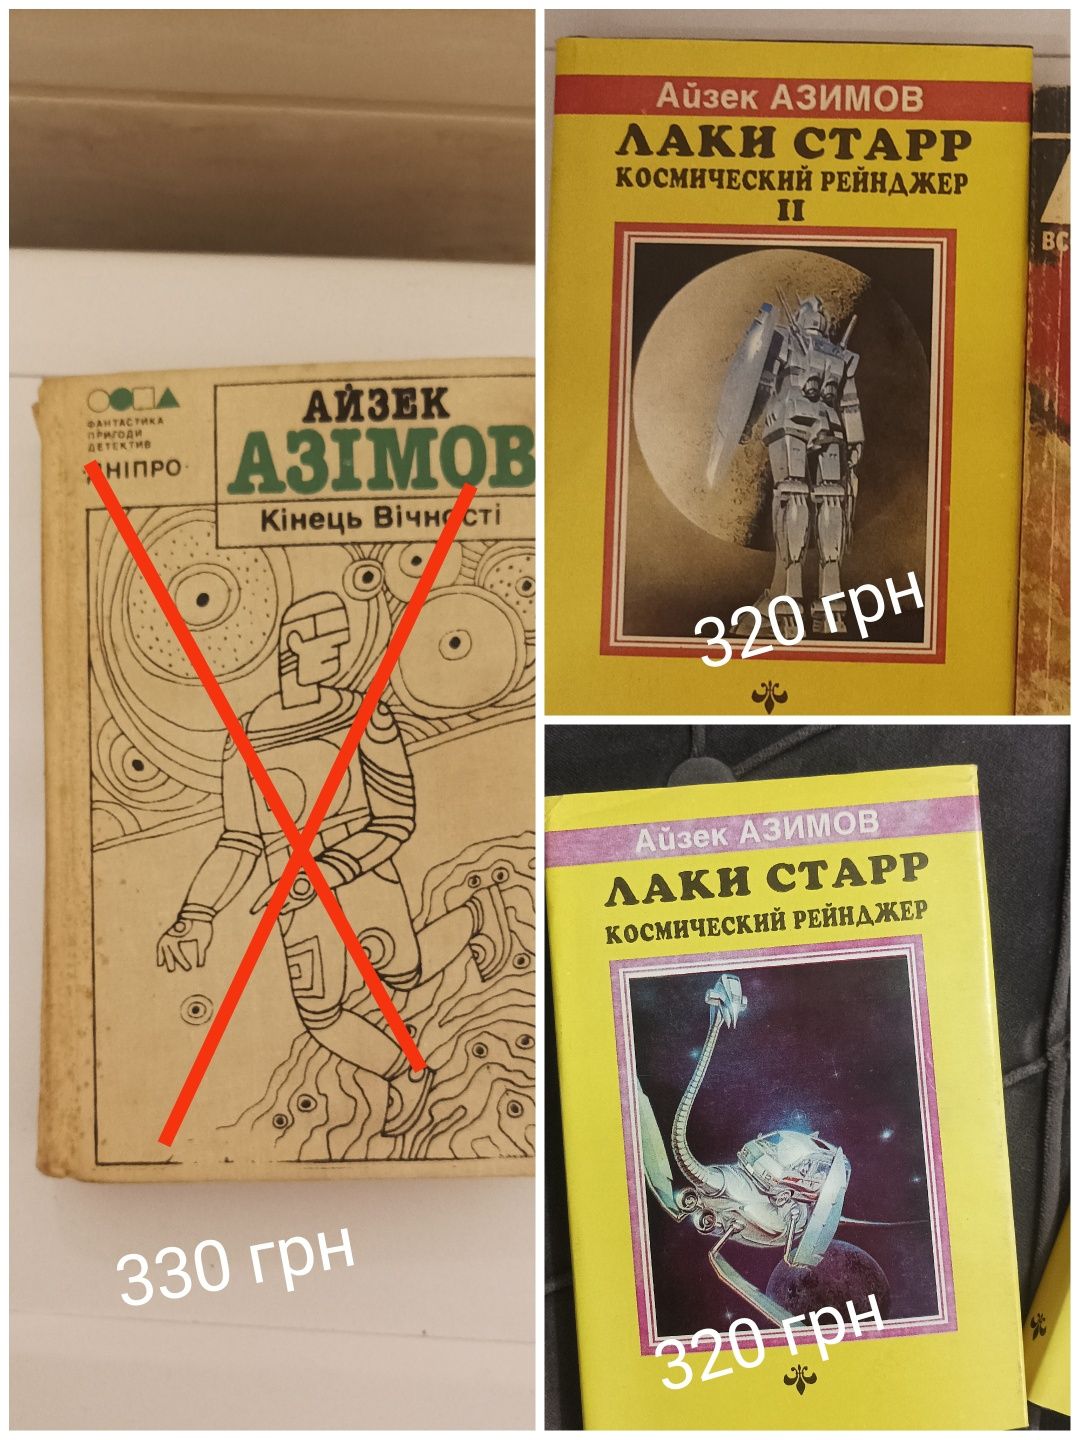 ФАНТАСТИКА
ПРИГОДИ
ДЕТЕКТИВ
ДНІПРО
АЙЗЕК
АЗІМОВ
Кінець Вічності
330 грн
Айзек АЗИМОВ
ЛАКИ СТАРР
КОСМИЧЕСКИЙ РЕЙНДЖЕР
II
320 грн
ВС
Айзек АЗИМОВ
ЛАКИ СТАРР
КОСМИЧЕСКИЙ РЕЙНДЖЕР
320 грн